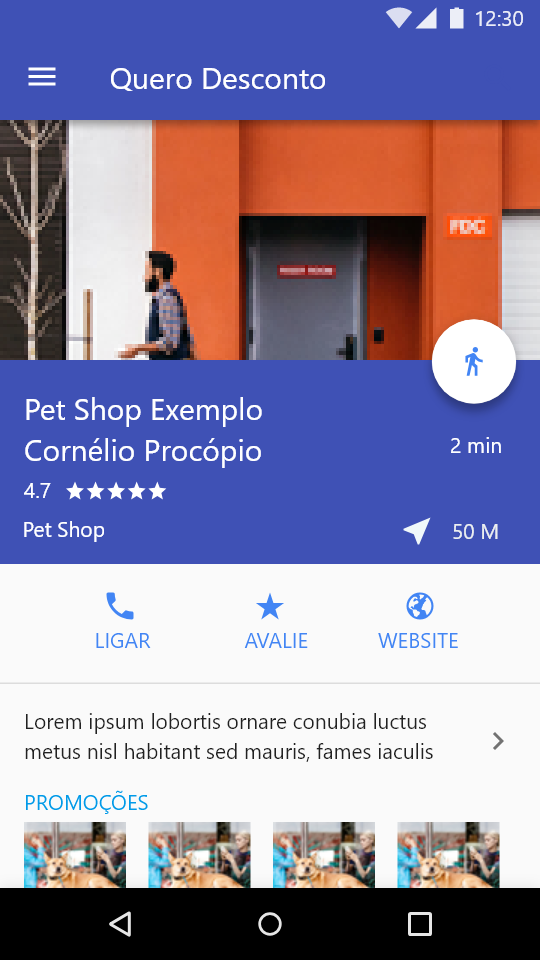 12:30
Quero Desconto
FDC
Pet Shop Exemplo
Cornélio Procópio
2 min
4.7
Pet Shop
50 M
LIGAR
AVALIE
WEBSITE
Lorem ipsum lobortis ornare conubia luctus
metus nisl habitant sed mauris, fames iaculis
PROMOÇÕES